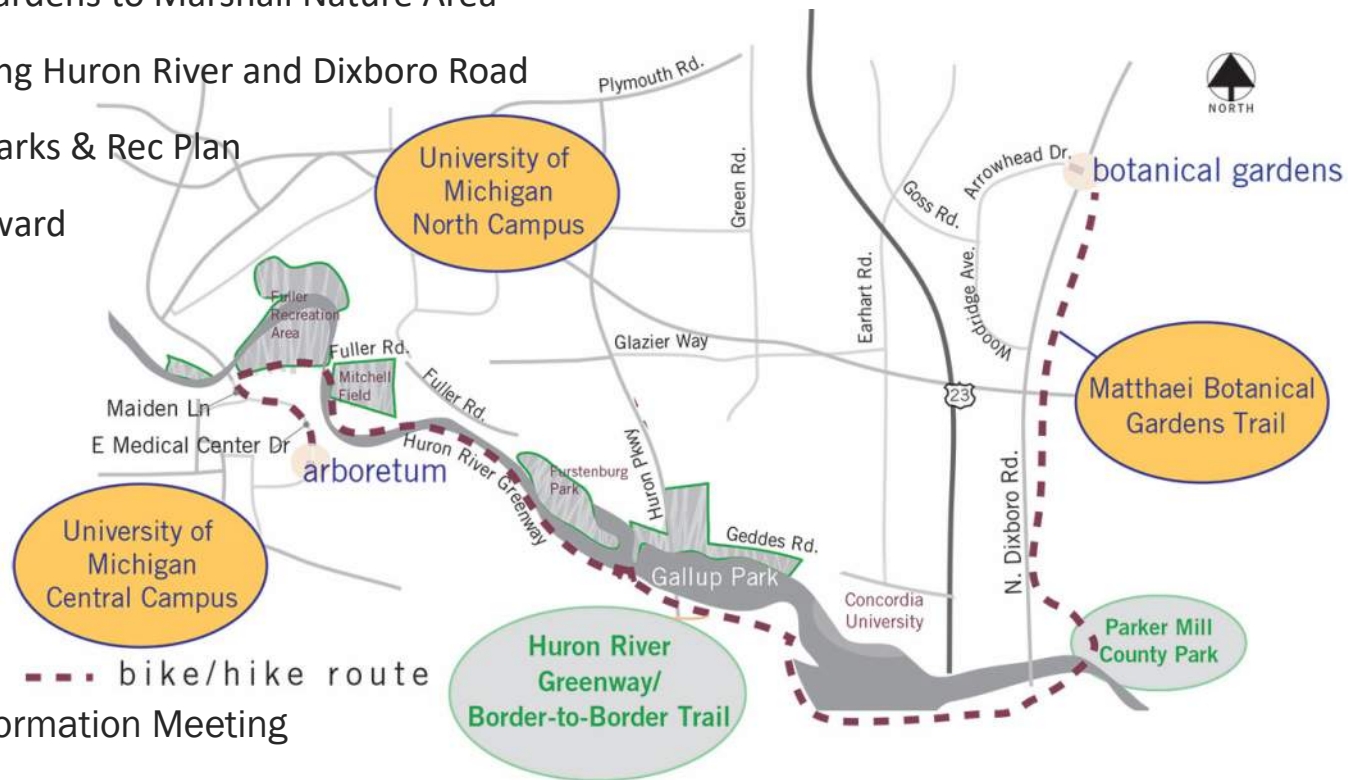 ardens to Marshall Nature Area
ng Huron River and Dixboro Road
arks & Rec Plan
ward
Plymouth Rd.
NORTH
University of
Michigan
North Campus
Green Rd.
Goss Rd.
Arrowhead Dr.
botanical gardens
Earhart Rd.
Woodridge Ave.
Fuller
Recreation
Area
Fuller Rd.
Glazier Way
Mitchell
Field
Fuller Rd.
23
Matthaei Botanical
Gardens Trail
Maiden Ln
E Medical Center Dr
arboretum
Huron River Greenway
Furstenburg
Park
Huron Pkwy
Geddes Rd.
N. Dixboro Rd.
University of
Michigan
Central Campus
Gallup Park
Concordia
University
Parker Mill
County Park
Huron River
Greenway/
Border-to-Border Trail
bike/hike route
ormation Meeting